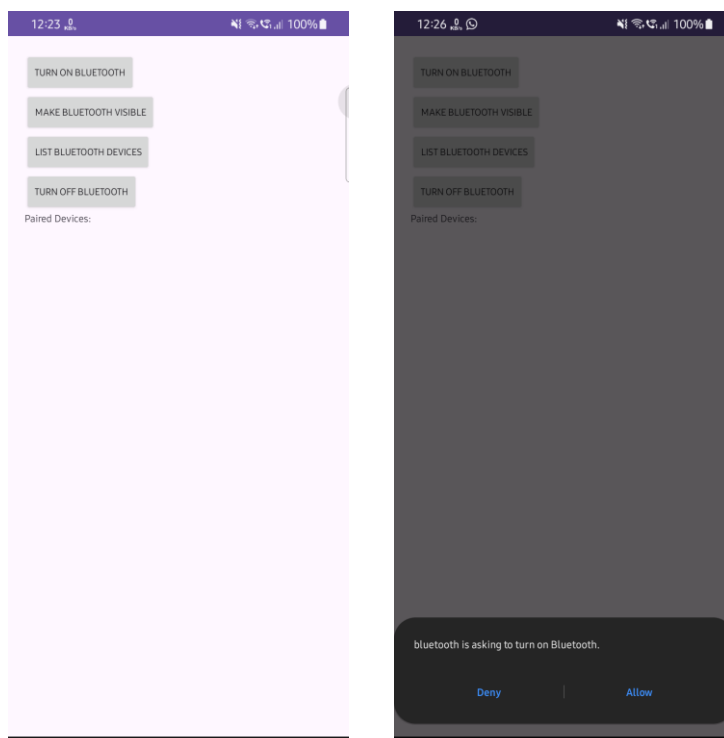 12:23
100%
TURN ON BLUETOOTH
MAKE BLUETOOTH VISIBLE
LIST BLUETOOTH DEVICES
TURN OFF BLUETOOTH
Paired Devices:
12:26
100%
TURN ON BLUETOOTH
MAKE BLUETOOTH VISIBLE
LIST BLUETOOTH DEVICES
TURN OFF BLUETOOTH
Paired Devices:
bluetooth is asking to turn on Bluetooth.
Deny
Allow